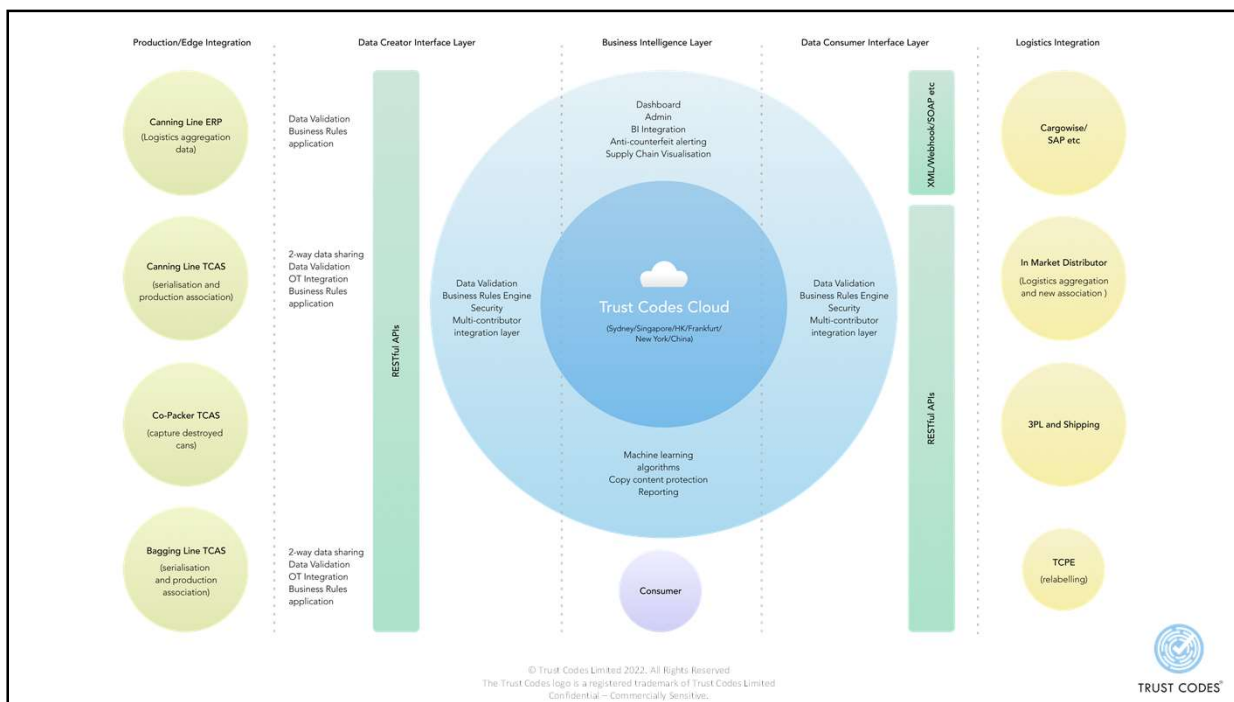 Production/Edge Integration
Data Creator Interface Layer
Business Intelligence Layer
Data Consumer Interface Layer
Logistics Integration
Canning Line ERP
(Logistics aggregation
data)
Data Validation
Business Rules
application
Canning Line TCAS
(serialisation and
production association)
2-way data sharing
Data Validation
OT Integration
Business Rules
application
Co-Packer TCAS
(capture destroyed
cans)
Bagging Line TCAS
(serialisation
and production
association)
2-way data sharing
Data Validation
OT Integration
Business Rules
application
RESTful APIs
Dashboard
Admin
BI Integration
Anti-counterfeit alerting
Supply Chain Visualisation
Data Validation
Business Rules Engine
Security
Multi-contributor
integration layer
Trust Codes Cloud
(Sydney/Singapore/HK/Frankfurt/
New York/China)
Data Validation
Business Rules Engine
Security
Multi-contributor
integration layer
Machine learning
algorithms
Copy content protection
Reporting
Consumer
XML/Webhook/SOAP etc
RESTful APIs
Cargowise/
SAP etc
In Market Distributor
(Logistics aggregation
and new association )
3PL and Shipping
TCPE
(relabelling)
© Trust Codes Limited 2022. All Rights Reserved
The Trust Codes logo is a registered trademark of Trust Codes Limited
Confidential – Commercially Sensitive.
TRUST CODES®